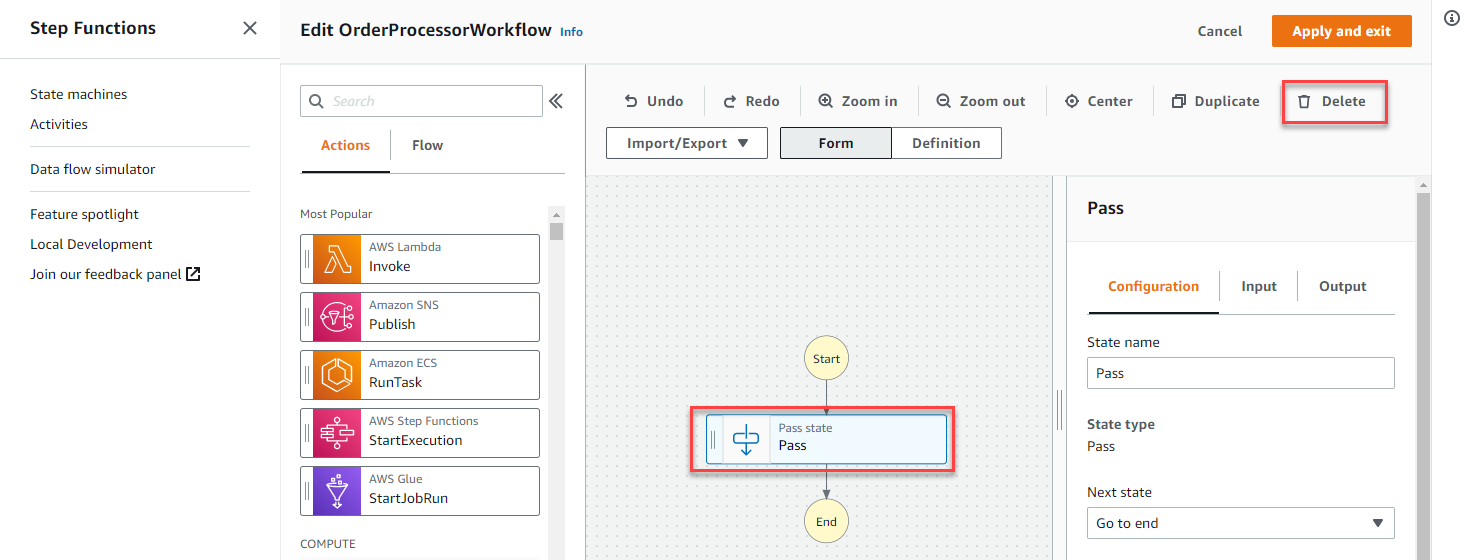 Step Functions
State machines
Activities
Data flow simulator
Feature spotlight
Local Development
Join our feedback panel
Edit OrderProcessorWorkflow Info
Cancel
Apply and exit
Search
Actions
Flow
Most Popular
AWS Lambda
Invoke
Amazon SNS
Publish
Amazon ECS
RunTask
AWS Step Functions
StartExecution
AWS Glue
StartJobRun
COMPUTE
Undo
Redo
Zoom in
Zoom out
Center
Duplicate
Delete
Import/Export
Form
Definition
Start
Pass state
Pass
End
Pass
Configuration
Input
Output
State name
Pass
State type
Pass
Next state
Go to end